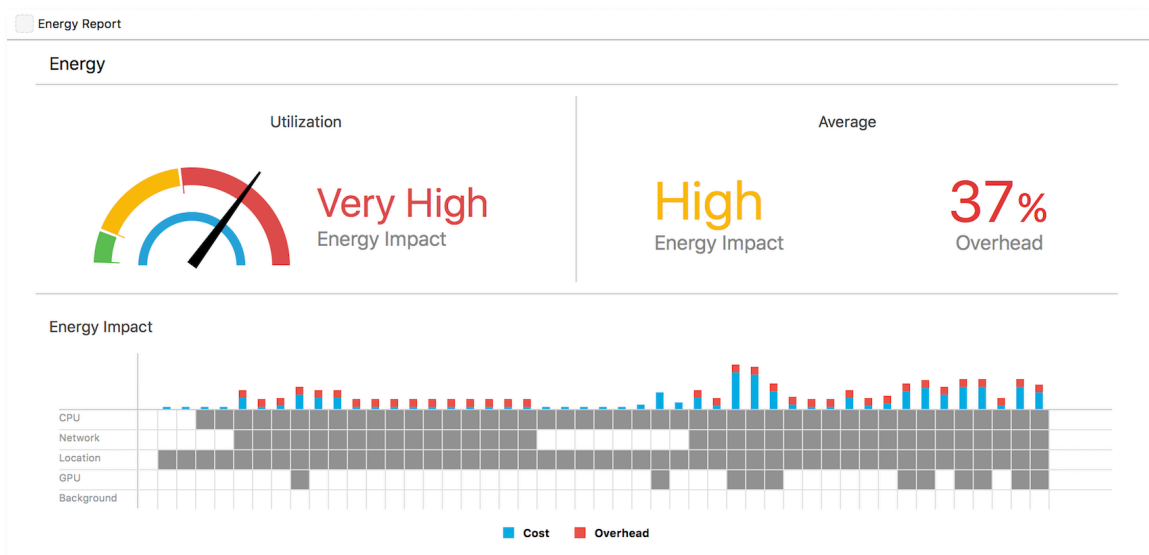 Energy Report
Energy
Utilization
Average
Very High
Energy Impact
High
Energy Impact
37%
Overhead
Energy Impact
CPU
Network
Location
GPU
Background
Cost
Overhead